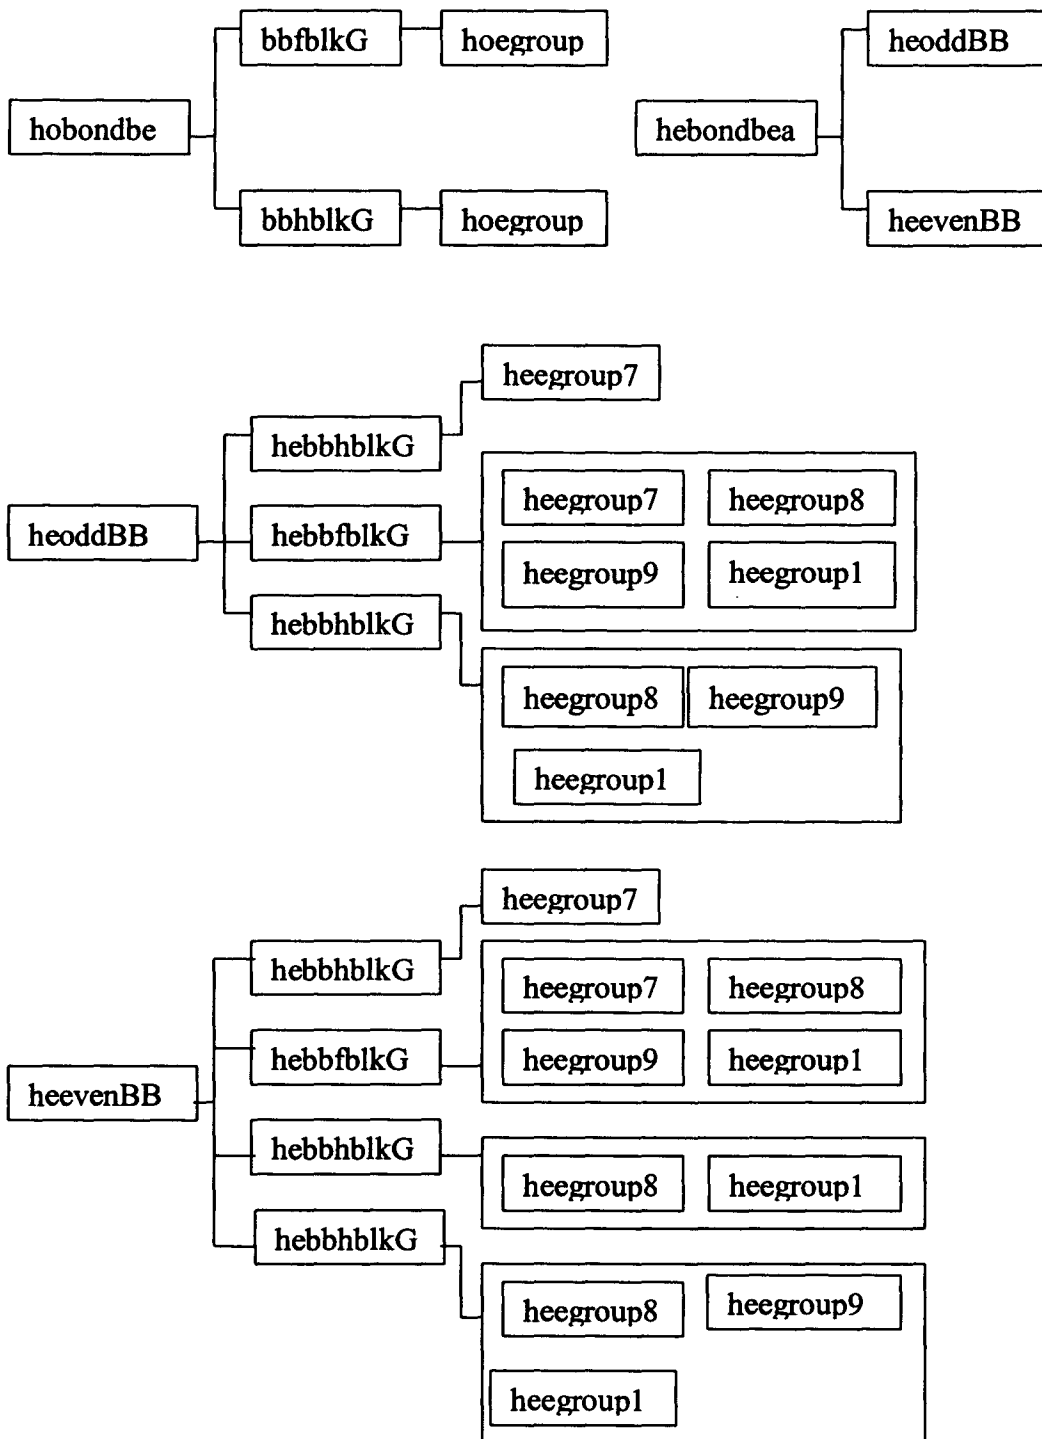 bbfblkG hoegroup heoddBB
hobondbe hebondbea
bbhblkG hoegroup heevenBB
heegroup7
hebbhblkG
heegroup7 heegroup8
heoddBB hebbfblkG
heegroup9 heegroup1
hebbhblkG
heegroup8 heegroup9
heegroup1
heegroup7
hebbhblkG
heegroup7 heegroup8
hebbfblkG heegroup9 heegroup1
heevenBB
hebbhblkG
heegroup8 heegroup1
hebbhblkG
heegroup8 heegroup9
heegroup1